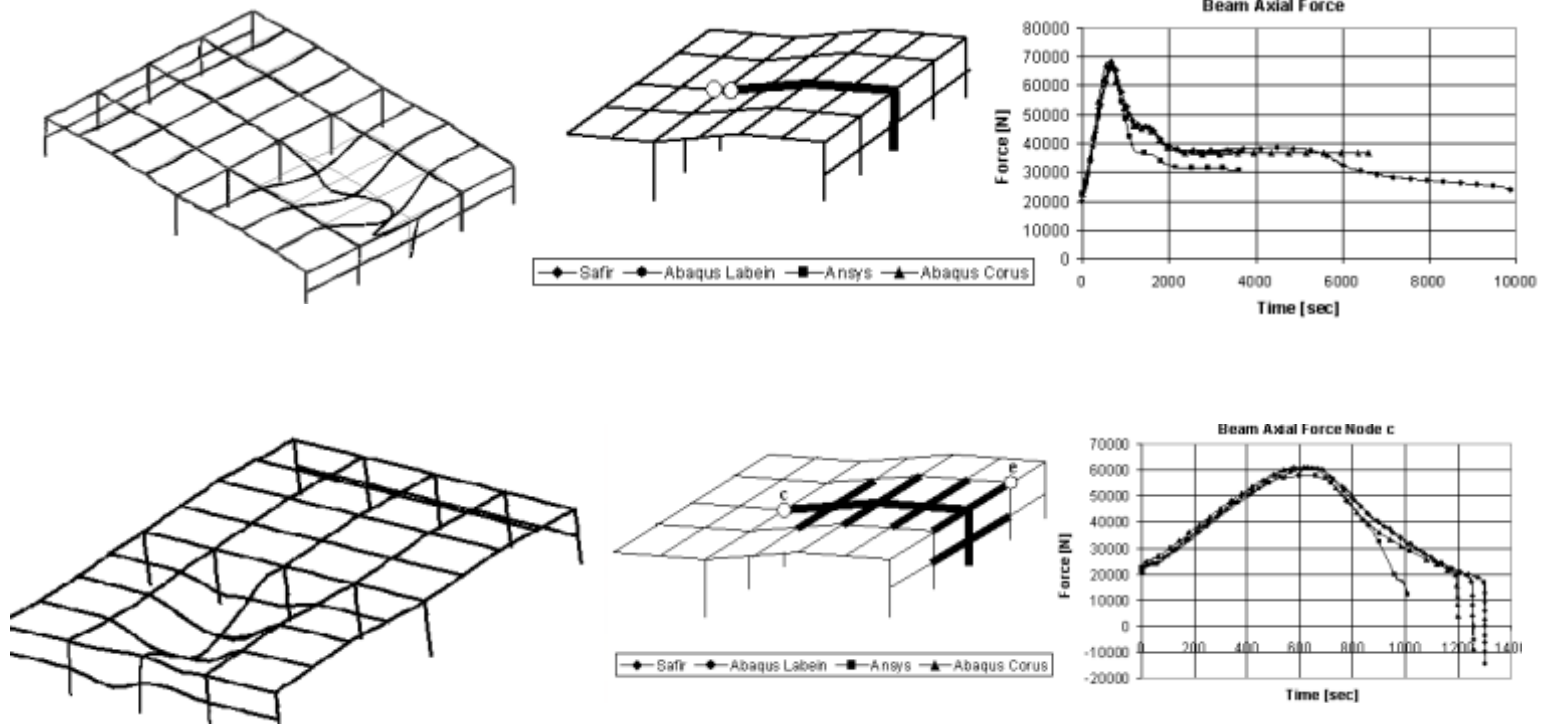 Beam Axial Force
80000
70000
60000
50000
40000
30000
20000
10000
0
Force [N]
0 2000 4000 6000 8000 10000
Time [sec]
Safir Abaqus Labein Ansys Abaqus Corus
Beam Axial Force Node c
70000
60000
50000
40000
30000
20000
10000
0
-10000
-20000
Force [N]
0 200 400 600 800 1000 1200 1400
Time [sec]
c
e
Safir Abaqus Labein Ansys Abaqus Corus